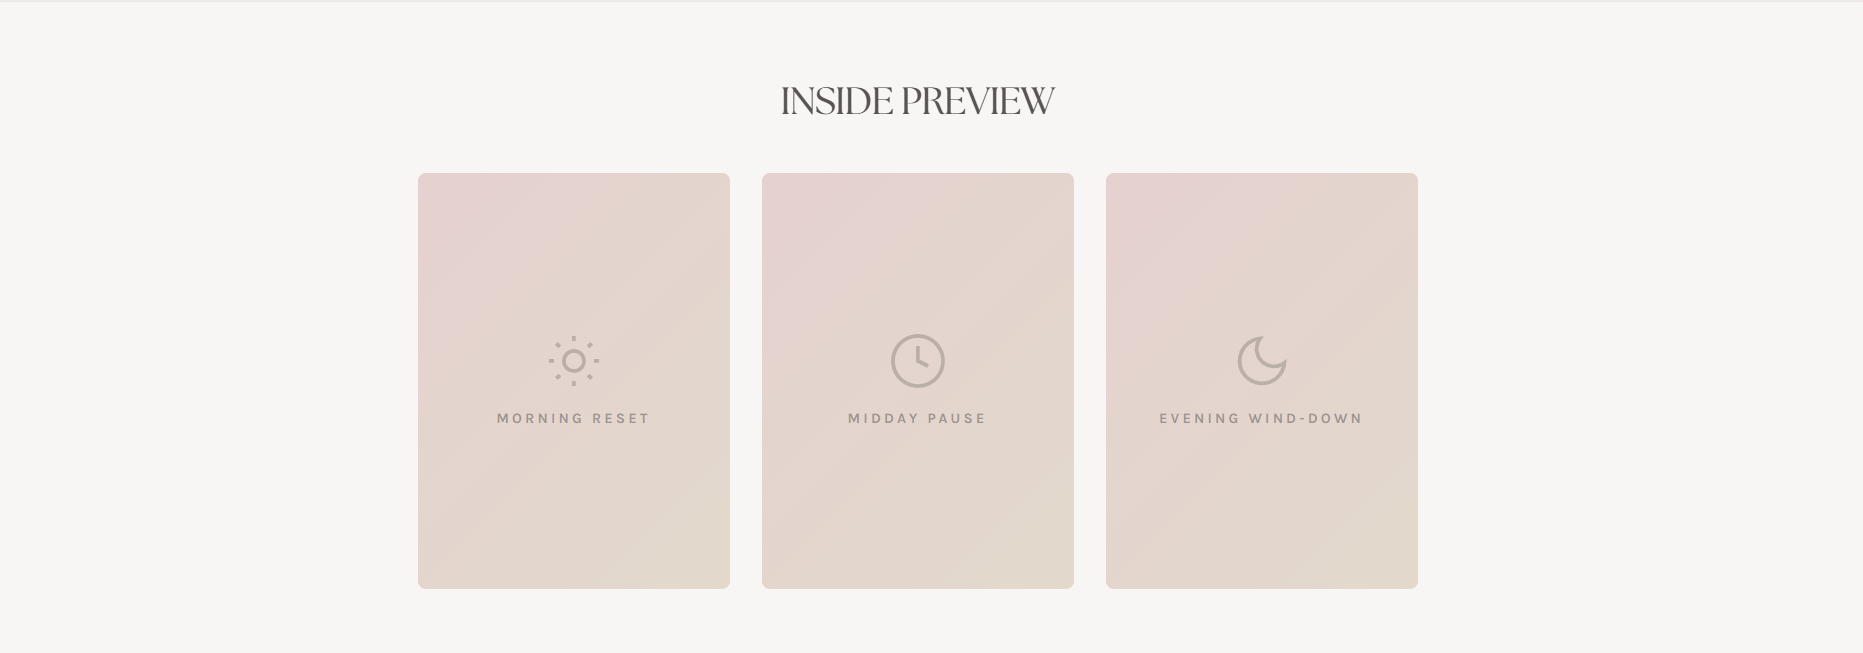 INSIDE PREVIEW
MORNING RESET
MIDDAY PAUSE
EVENING WIND-DOWN